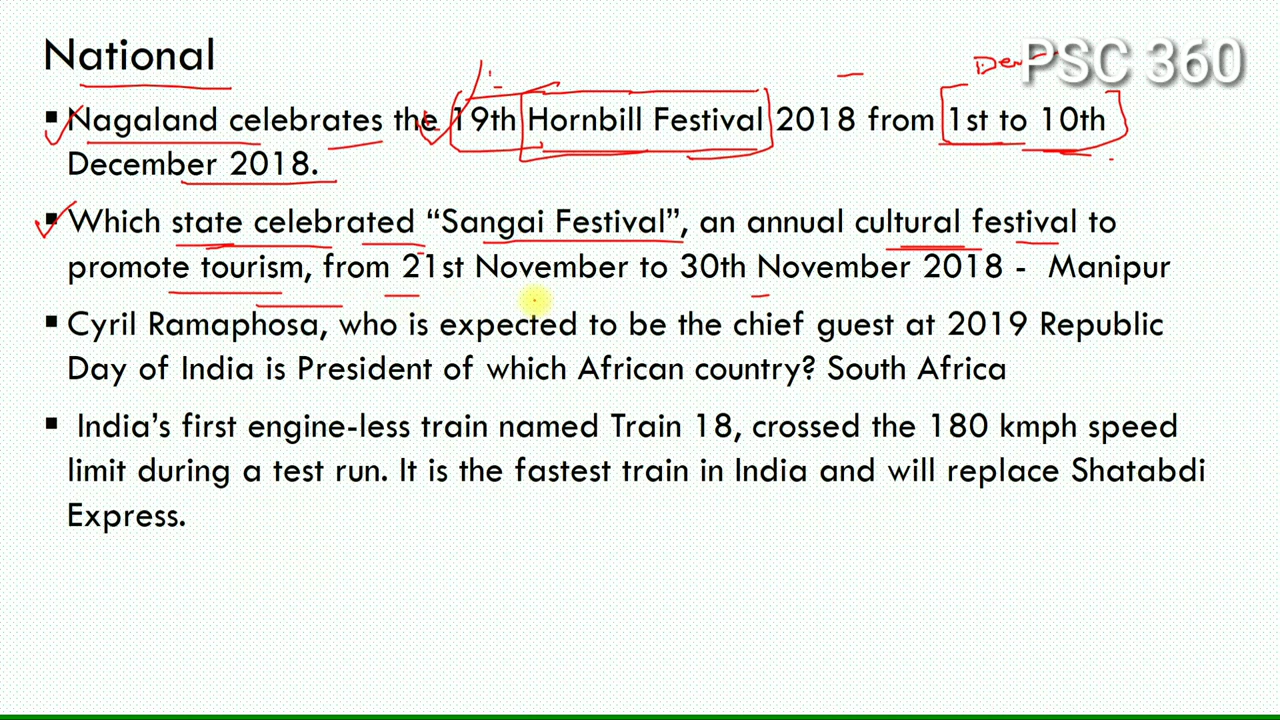 National
PSC 360
▪ Nagaland celebrates the 19th Hornbill Festival 2018 from 1st to 10th
December 2018.
▪ Which state celebrated “Sangai Festival”, an annual cultural festival to
promote tourism, from 21st November to 30th November 2018 - Manipur
▪ Cyril Ramaphosa, who is expected to be the chief guest at 2019 Republic
Day of India is President of which African country? South Africa
▪ India’s first engine-less train named Train 18, crossed the 180 kmph speed
limit during a test run. It is the fastest train in India and will replace Shatabdi
Express.